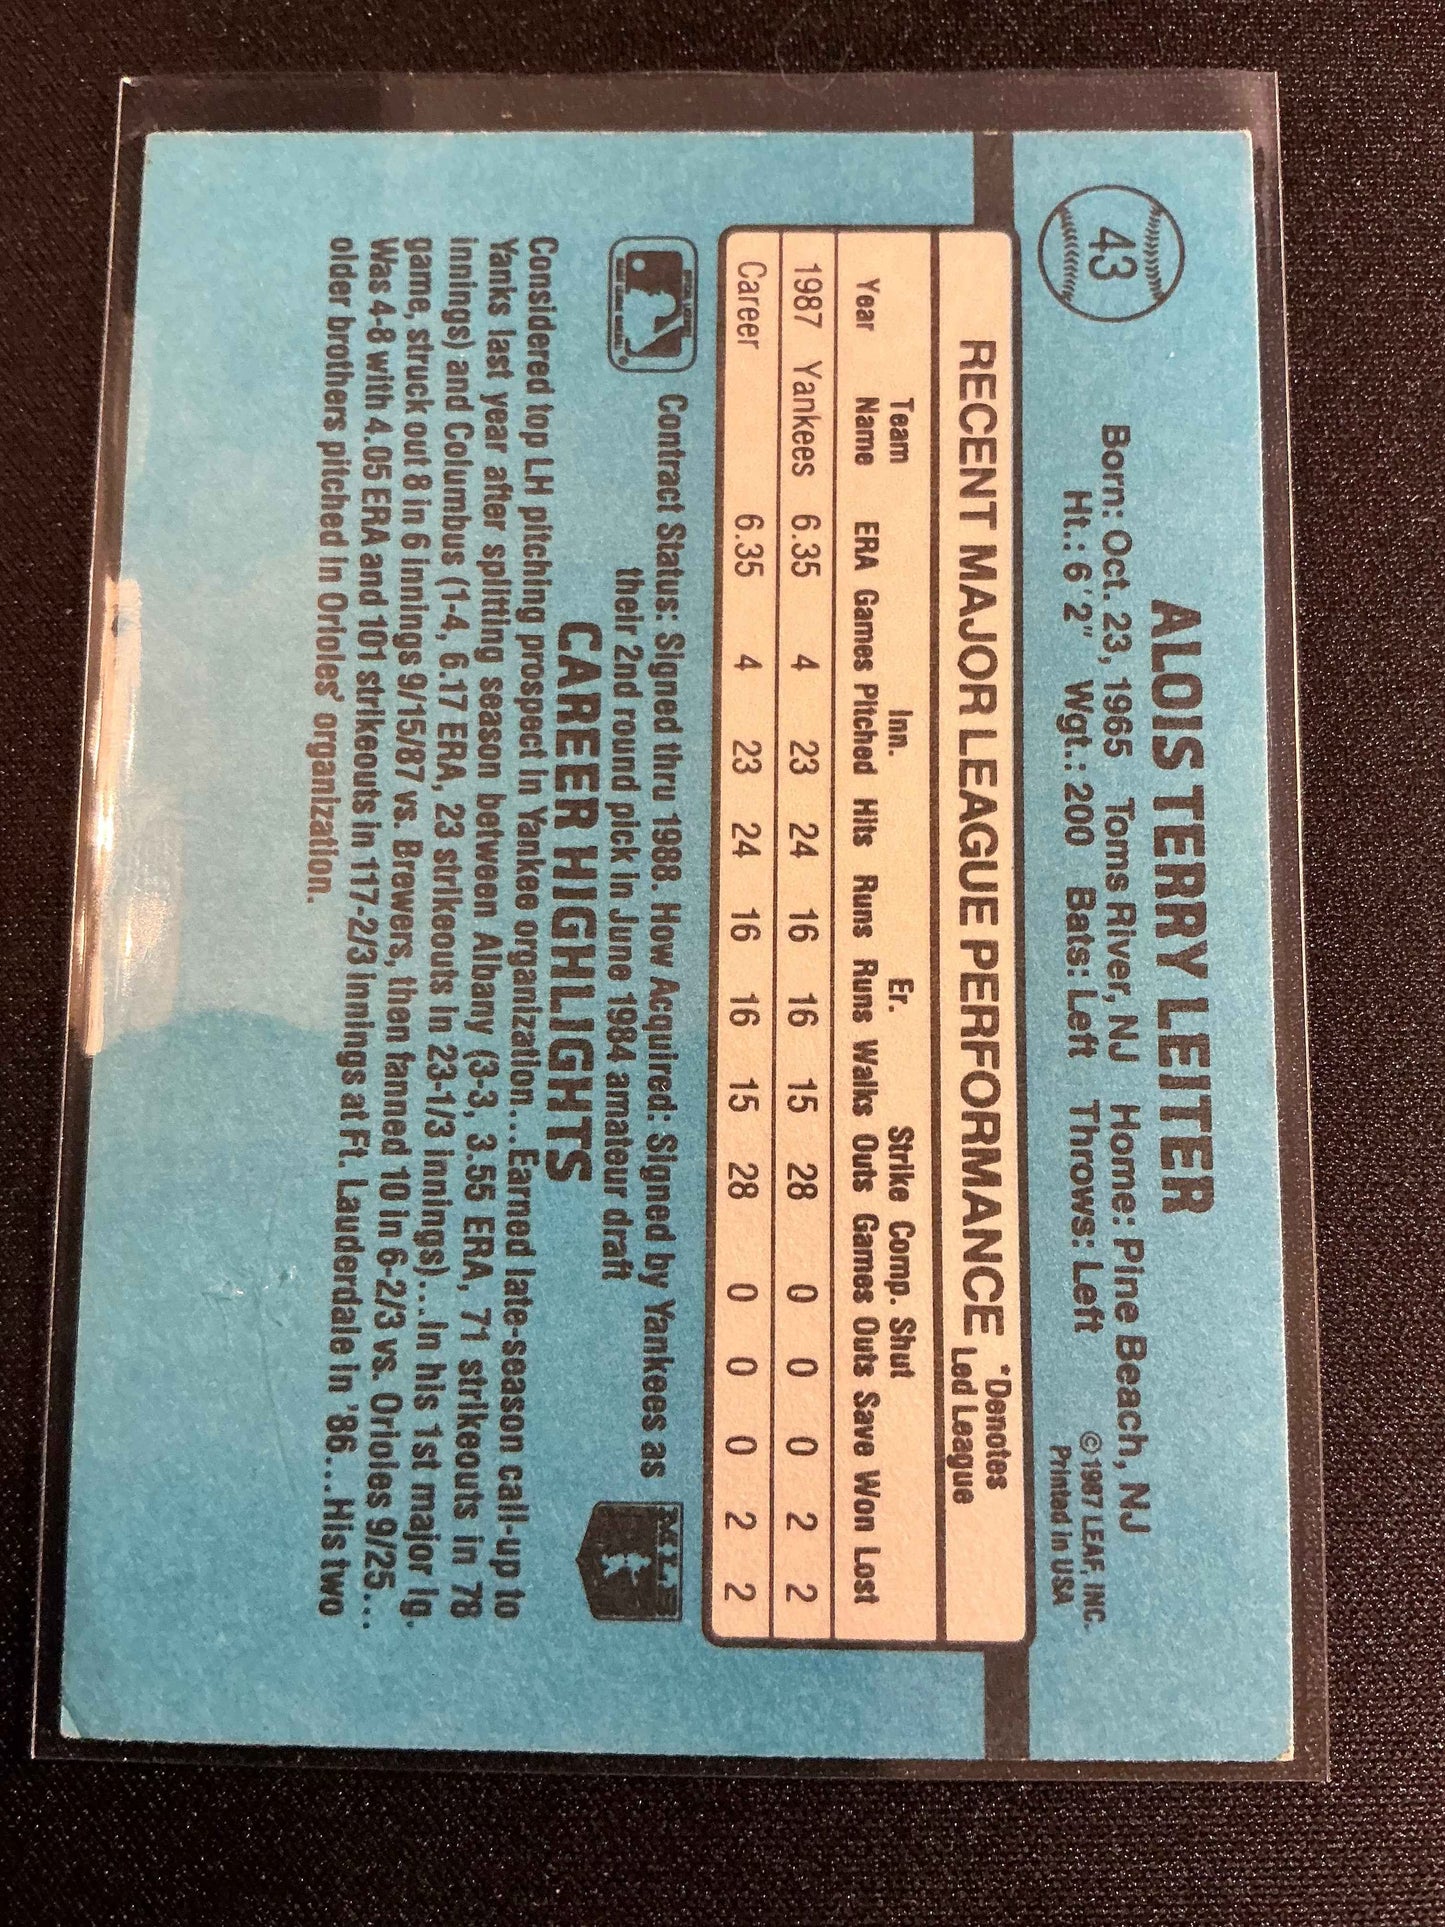 43
ALOIS TERRY LEITER
Born: Oct. 23, 1965 Toms River, NJ Home: Pine Beach, NJ
Ht.: 6'2" Wgt.: 200 Bats: Left Throws: Left
©1987 LEAF, INC.
Printed in USA
RECENT MAJOR LEAGUE PERFORMANCE *Denotes Led League
Team Inn. Er. Strike Comp. Shut
Year Name ERA Games Pitched Hits Runs Runs Walks Outs Games Outs Save Won Lost
1987 Yankees 6.35 4 23 24 16 16 15 28 0 0 0 2 2
Career 6.35 4 23 24 16 16 15 28 0 0 0 2 2
Contract Status: Signed thru 1988. How Acquired: Signed by Yankees as
their 2nd round pick in June 1984 amateur draft
CAREER HIGHLIGHTS
Considered top LH pitching prospect in Yankee organization...Earned late-season call-up to
Yanks last year after splitting season between Albany (3-3, 3.55 ERA, 71 strikeouts in 78
innings) and Columbus (1-4, 6.17 ERA, 23 strikeouts in 23-1/3 innings)...In his 1st major lg.
game, struck out 8 in 6 innings 9/15/87 vs. Brewers, then fanned 10 in 6-2/3 vs. Orioles 9/25...
Was 4-8 with 4.05 ERA and 101 strikeouts in 117-2/3 innings at Ft. Lauderdale in '86...His two
older brothers pitched in Orioles' organization.